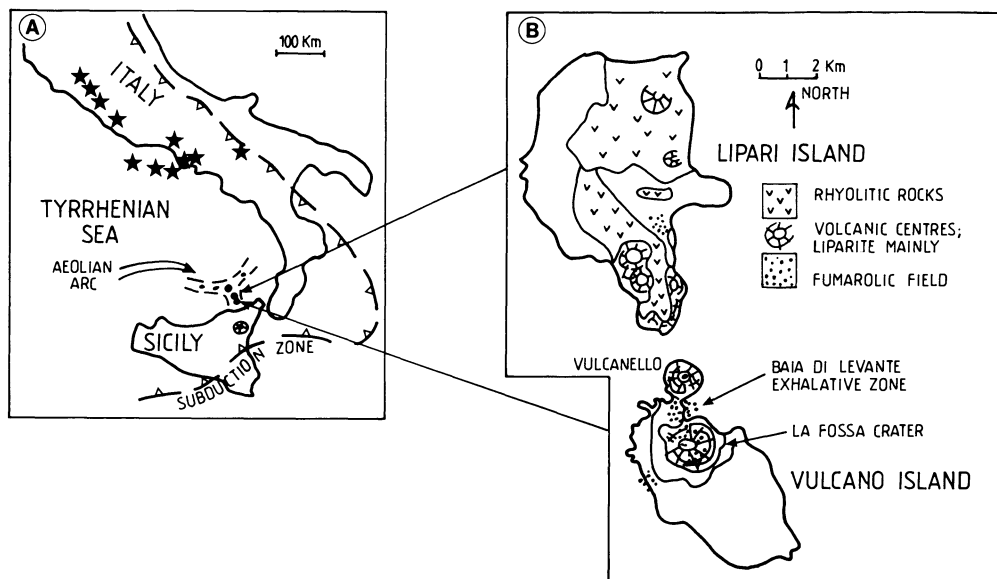 A
100 Km
ITALY
TYRRHENIAN
SEA
AEOLIAN
ARC
SICILY
SUBDUCTION ZONE
B
0 1 2 Km
NORTH
LIPARI ISLAND
RHYOLITIC ROCKS
VOLCANIC CENTRES;
LIPARITE MAINLY
FUMAROLIC FIELD
VULCANELLO
BAIA DI LEVANTE
EXHALATIVE ZONE
LA FOSSA CRATER
VULCANO ISLAND